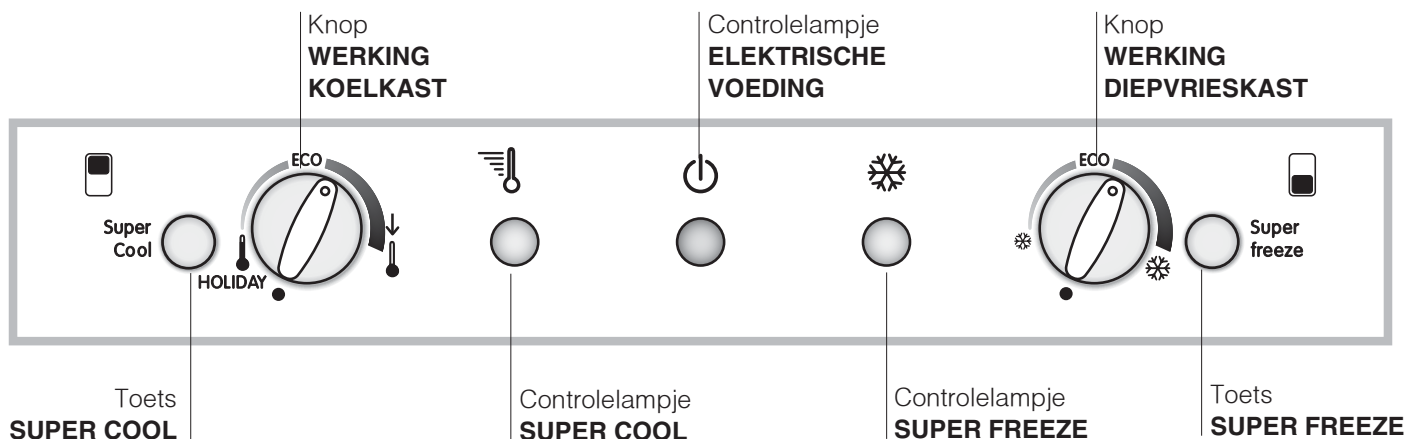 Knop
WERKING
KOELKAST
Controlelampje
ELEKTRISCHE
VOEDING
Knop
WERKING
DIEPVRIESKAST
ECO
ECO
Super
Cool
HOLIDAY
Super
freeze
Toets
SUPER COOL
Controlelampje
SUPER COOL
Controlelampje
SUPER FREEZE
Toets
SUPER FREEZE